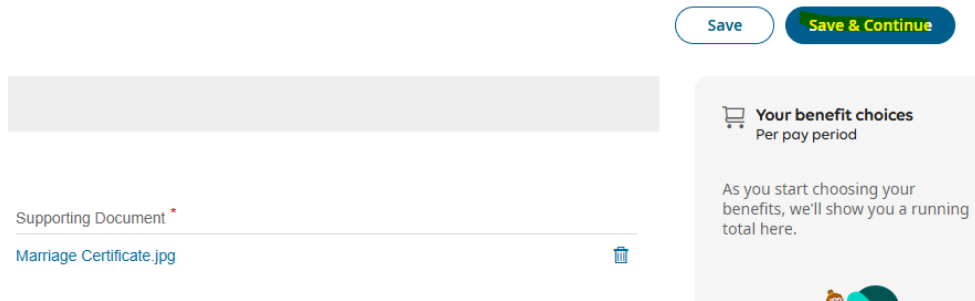 Save
Save & Continue
Your benefit choices
Per pay period
As you start choosing your
benefits, we'll show you a running
total here.
Supporting Document *
Marriage Certificate.jpg